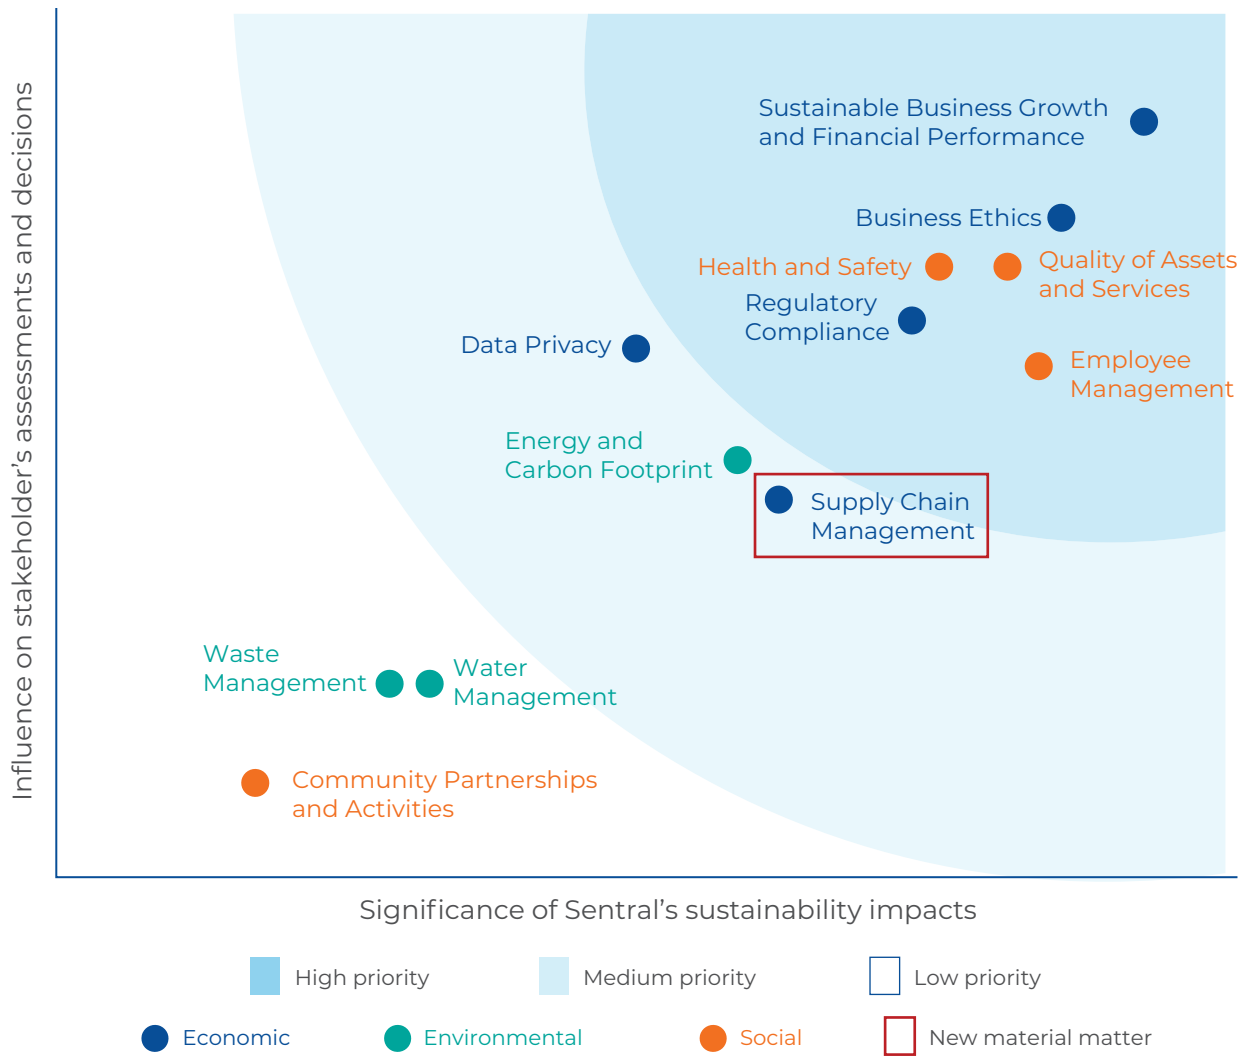 Influence on stakeholder's assessments and decisions
Sustainable Business Growth
and Financial Performance
Business Ethics
Health and Safety
Quality of Assets
and Services
Regulatory
Compliance
Data Privacy
Employee
Management
Energy and
Carbon Footprint
Supply Chain
Management
Waste
Management
Water
Management
Community Partnerships
and Activities
Significance of Sentral's sustainability impacts
High priority
Medium priority
Low priority
Economic
Environmental
Social
New material matter